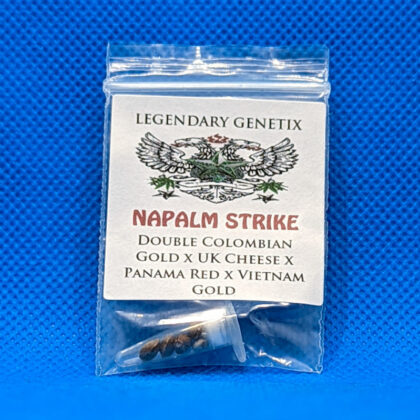 LEGENDARY GENETIX
NAPALM STRIKE
DOUBLE COLOMBIAN
GOLD X UK CHEESE X
PANAMA RED X VIETNAM
GOLD